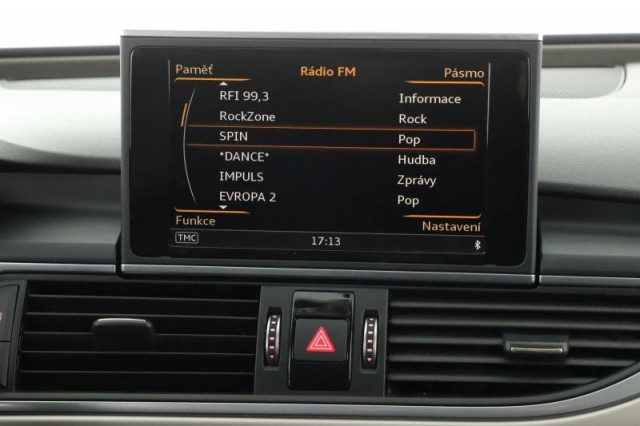 Paměť Rádio FM Pásmo
RFI 99,3 Informace
RockZone Rock
SPIN Pop
*DANCE* Hudba
IMPULS Zprávy
EVROPA 2 Pop
Funkce Nastavení
TMC 17:13